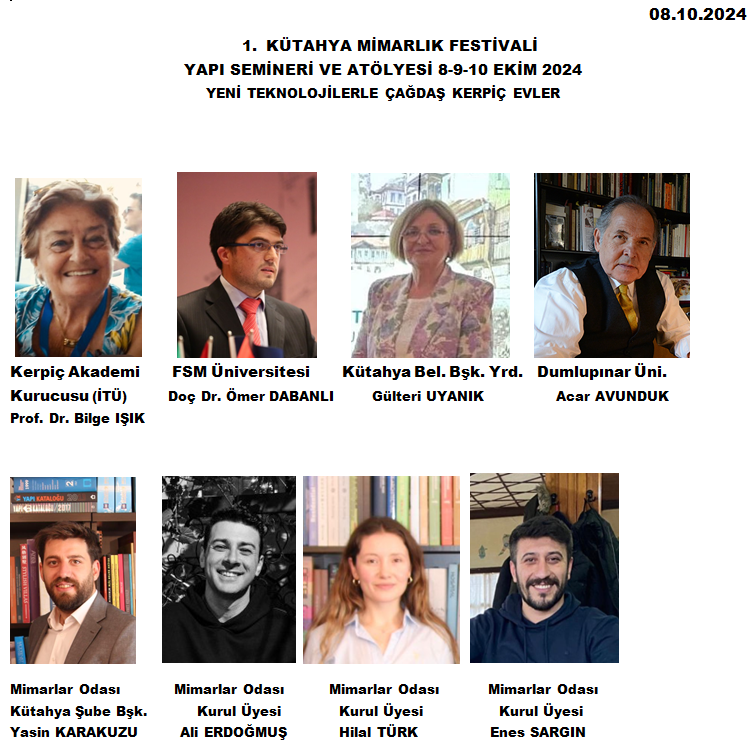 08.10.2024
1. KÜTAHYA MİMARLIK FESTİVALİ
YAPI SEMİNERİ VE ATÖLYESİ 8-9-10 EKİM 2024
YENİ TEKNOLOJİLERLE ÇAĞDAŞ KERPİÇ EVLER
Kerpiç Akademi
Kurucusu (İTÜ)
Prof. Dr. Bilge IŞIK
FSM Üniversitesi
Doç Dr. Ömer DABANLI
Kütahya Bel. Bşk. Yrd.
Gülteri UYANIK
Dumlupınar Üni.
Acar AVUNDUK
YAPI KATALOĞU
Mimarlar Odası
Kütahya Şube Bşk.
Yasin KARAKUZU
Mimarlar Odası
Kurul Üyesi
Ali ERDOĞMUŞ
Mimarlar Odası
Kurul Üyesi
Hilal TÜRK
Mimarlar Odası
Kurul Üyesi
Enes SARGIN